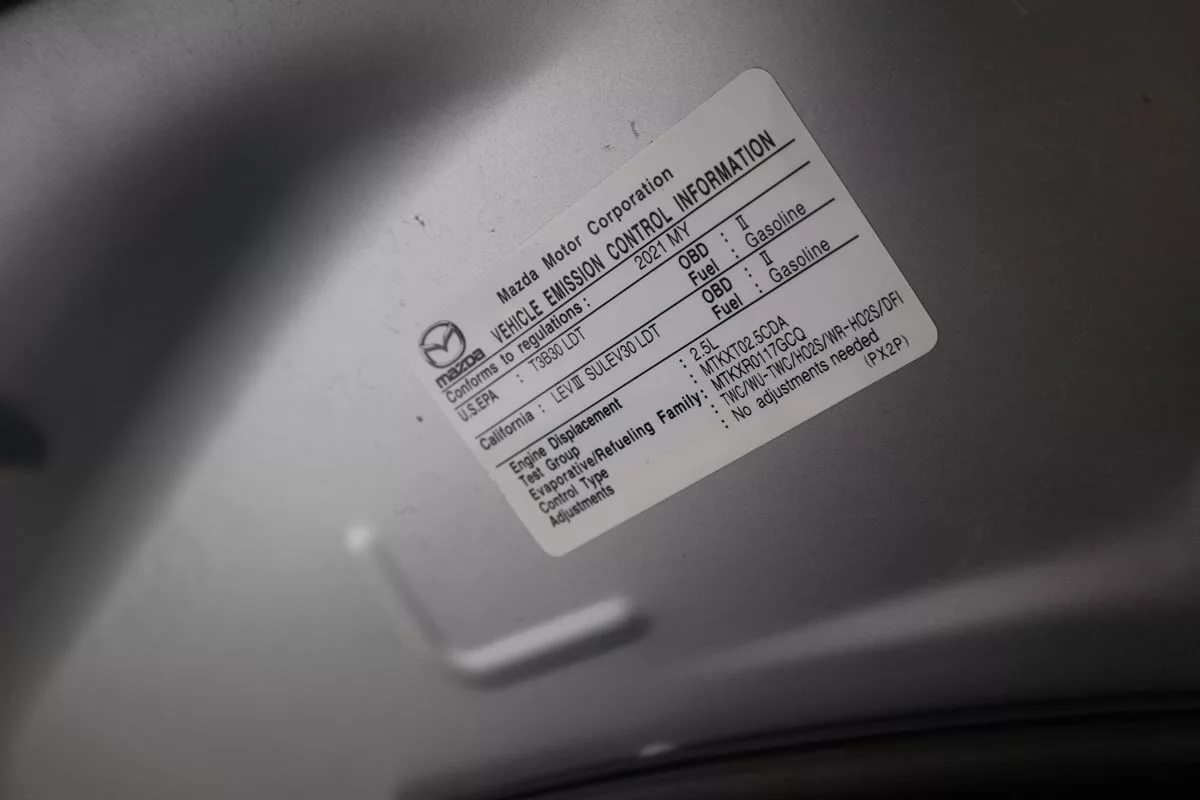 Mazda Motor Corporation
mazda
VEHICLE EMISSION CONTROL INFORMATION
Conforms to regulations : 2021 MY
U.S.EPA : T3B30 LDT OBD : II
Fuel : Gasoline
California : LEVIII SULEV30 LDT OBD : II
Fuel : Gasoline
Engine Displacement : 2.5L
Test Group : MTKXT02.5CDA
Evaporative/Refueling Family : MTKXR0117GCQ
Control Type : TWC/WU-TWC/HO2S/WR-HO2S/DFI
Adjustments : No adjustments needed
(PX2P)